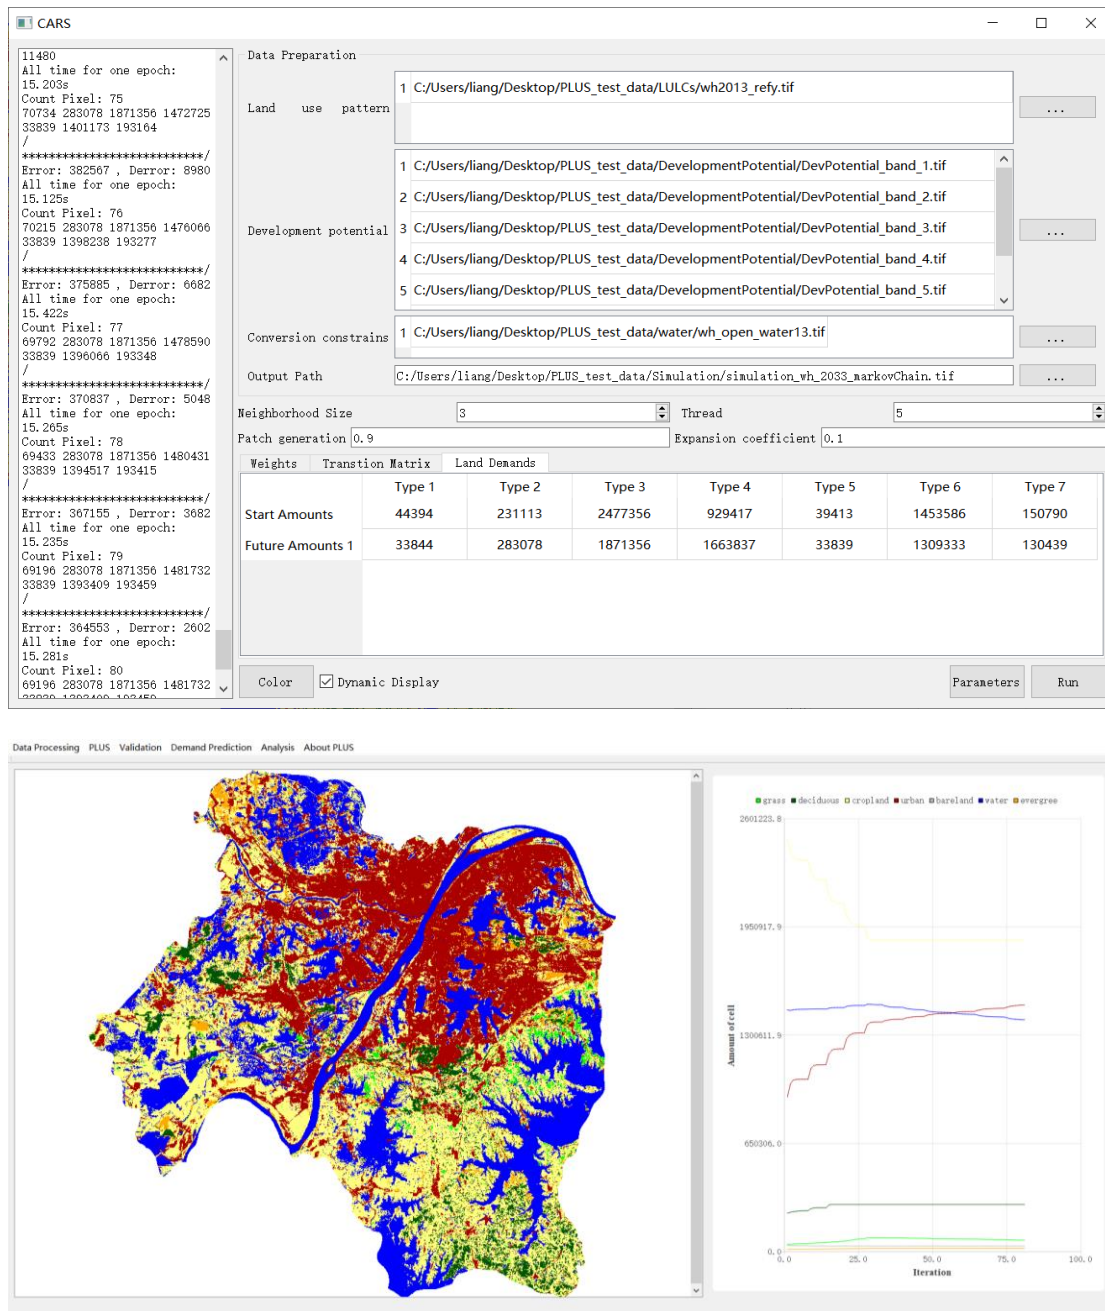 CARS
11480
All time for one epoch:
15.203s
Count Pixel: 75
70734 283078 1871356 1472725
33839 1401173 193164
/
***************************/
Error: 382567 , Derror: 8980
All time for one epoch:
15.125s
Count Pixel: 76
70215 283078 1871356 1476066
33839 1398238 193277
/
***************************/
Error: 375885 , Derror: 6682
All time for one epoch:
15.422s
Count Pixel: 77
69792 283078 1871356 1478590
33839 1396066 193348
/
***************************/
Error: 370837 , Derror: 5048
All time for one epoch:
15.265s
Count Pixel: 78
69433 283078 1871356 1480431
33839 1394517 193415
/
***************************/
Error: 367155 , Derror: 3682
All time for one epoch:
15.235s
Count Pixel: 79
69196 283078 1871356 1481732
33839 1393409 193459
/
***************************/
Error: 364553 , Derror: 2602
All time for one epoch:
15.281s
Count Pixel: 80
69196 283078 1871356 1481732
33839 1393409 193459
Data Preparation
Land use pattern
1 C:/Users/liang/Desktop/PLUS_test_data/LULCs/wh2013_refy.tif
...
Development potential
1 C:/Users/liang/Desktop/PLUS_test_data/DevelopmentPotential/DevPotential_band_1.tif
2 C:/Users/liang/Desktop/PLUS_test_data/DevelopmentPotential/DevPotential_band_2.tif
3 C:/Users/liang/Desktop/PLUS_test_data/DevelopmentPotential/DevPotential_band_3.tif
4 C:/Users/liang/Desktop/PLUS_test_data/DevelopmentPotential/DevPotential_band_4.tif
5 C:/Users/liang/Desktop/PLUS_test_data/DevelopmentPotential/DevPotential_band_5.tif
...
Conversion constrains
1 C:/Users/liang/Desktop/PLUS_test_data/water/wh_open_water13.tif
...
Output Path C:/Users/liang/Desktop/PLUS_test_data/Simulation/simulation_wh_2033_markovChain.tif ...
Neighborhood Size 3 Thread 5
Patch generation 0.9 Expansion coefficient 0.1
Weights Transtion Matrix Land Demands
Type 1 Type 2 Type 3 Type 4 Type 5 Type 6 Type 7
Start Amounts 44394 231113 2477356 929417 39413 1453586 150790
Future Amounts 1 33844 283078 1871356 1663837 33839 1309333 130439
Color Dynamic Display Parameters Run
Data Processing PLUS Validation Demand Prediction Analysis About PLUS
grass deciduous cropland urban bareland water evergree
2601223.8
1950917.9
1300611.9
650306.0
0.0
Amount of cell
0.0 25.0 50.0 75.0 100.0
Iteration